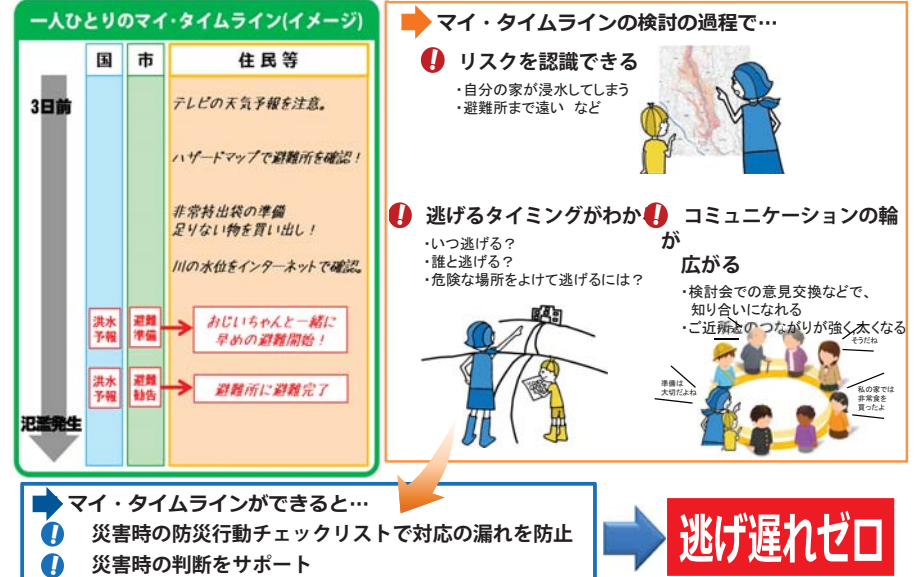 一人ひとりのマイ・タイムライン(イメージ)
国 市 住民等
3日前
テレビの天気予報を注意。
ハザードマップで避難所を確認！
非常持出袋の準備
足りない物を買い出し！
川の水位をインターネットで確認。
洪水予報
避難準備
おじいちゃんと一緒に
早めの避難開始！
洪水予報
避難勧告
避難所に避難完了
氾濫発生
マイ・タイムラインの検討の過程で…
リスクを認識できる
・自分の家が浸水してしまう
・避難所まで遠い など
逃げるタイミングがわか
・いつ逃げる？
・誰と逃げる？
・危険な場所をよけて逃げるには？
コミュニケーションの輪
が
広がる
・検討会での意見交換などで、
知り合いになれる
・ご近所とのつながりが強く太くなる
そうだね
準備は
大切だよね
私の家では
非常食を
買ったよ
マイ・タイムラインができると…
災害時の防災行動チェックリストで対応の漏れを防止
災害時の判断をサポート
逃げ遅れゼロ